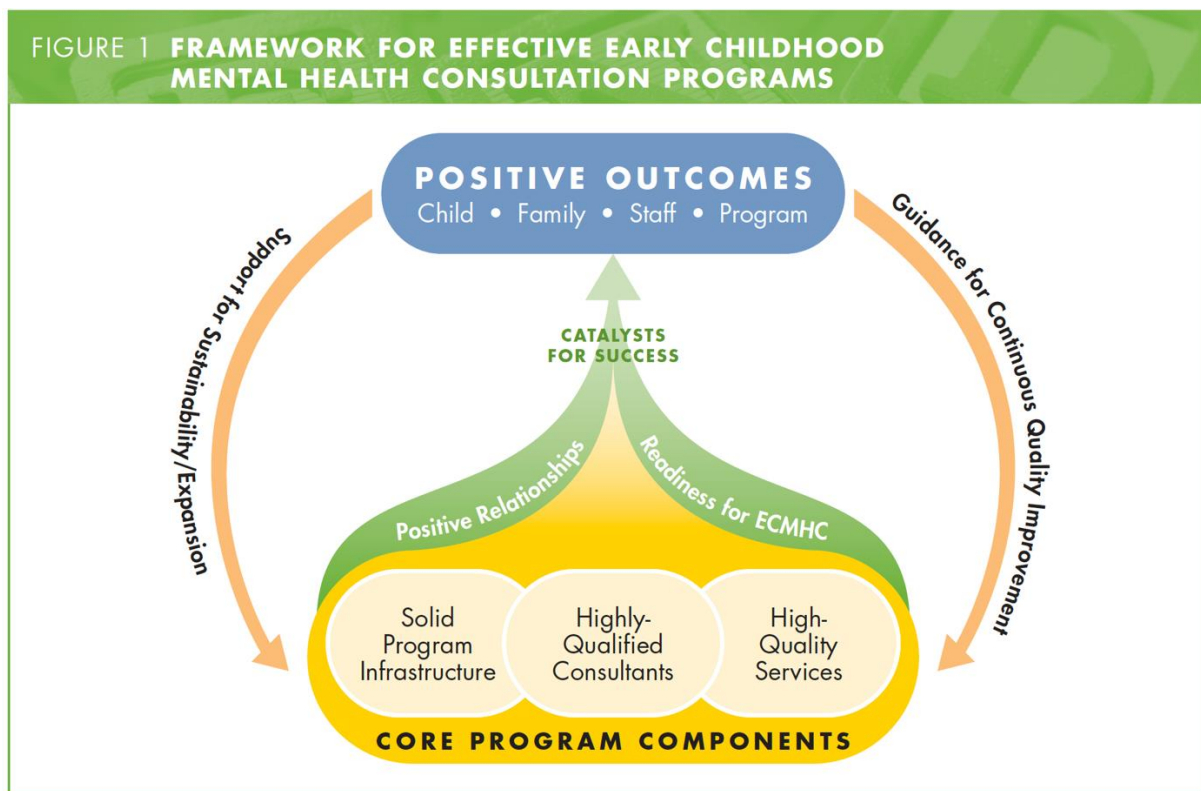 FIGURE 1 FRAMEWORK FOR EFFECTIVE EARLY CHILDHOOD
MENTAL HEALTH CONSULTATION PROGRAMS
POSITIVE OUTCOMES
Child • Family • Staff • Program
Support for Sustainability/Expansion
Guidance for Continuous Quality Improvement
CATALYSTS
FOR SUCCESS
Positive Relationships
Readiness for ECMHC
Solid
Program
Infrastructure
Highly-
Qualified
Consultants
High-
Quality
Services
CORE PROGRAM COMPONENTS